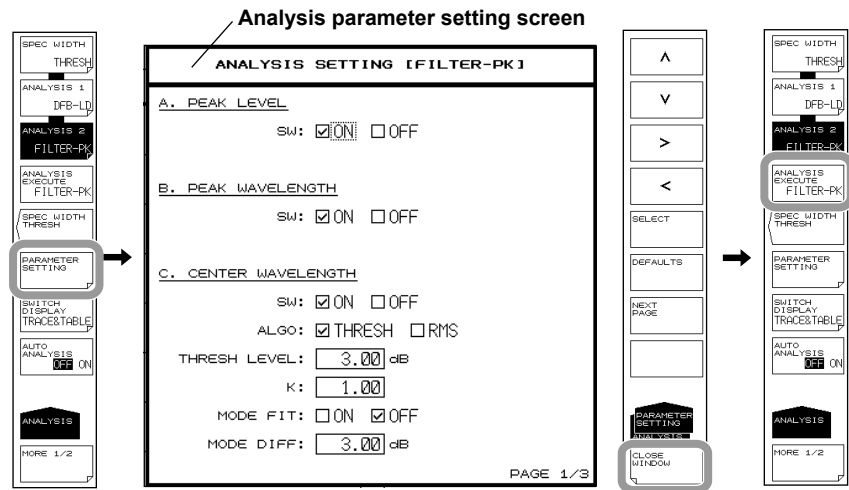 Analysis parameter setting screen
SPEC WIDTH
THRESH
ANALYSIS 1
DFB-LD
ANALYSIS 2
FILTER-PK
ANALYSIS
EXECUTE
FILTER-PK
SPEC WIDTH
THRESH
PARAMETER
SETTING
SWITCH
DISPLAY
TRACE&TABLE
AUTO
ANALYSIS
OFF ON
ANALYSIS
MORE 1/2
ANALYSIS SETTING [FILTER-PK]
A. PEAK LEVEL
SW: ☑ON ☐OFF
B. PEAK WAVELENGTH
SW: ☑ON ☐OFF
C. CENTER WAVELENGTH
SW: ☑ON ☐OFF
ALGO: ☑THRESH ☐RMS
THRESH LEVEL: 3.00 dB
K: 1.00
MODE FIT: ☐ON ☑OFF
MODE DIFF: 3.00 dB
PAGE 1/3
SELECT
DEFAULTS
NEXT
PAGE
PARAMETER
SETTING
ANALYSIS
CLOSE
WINDOW
SPEC WIDTH
THRESH
ANALYSIS 1
DFB-LD
ANALYSIS 2
FILTER-PK
ANALYSIS
EXECUTE
FILTER-PK
SPEC WIDTH
THRESH
PARAMETER
SETTING
SWITCH
DISPLAY
TRACE&TABLE
AUTO
ANALYSIS
OFF ON
ANALYSIS
MORE 1/2